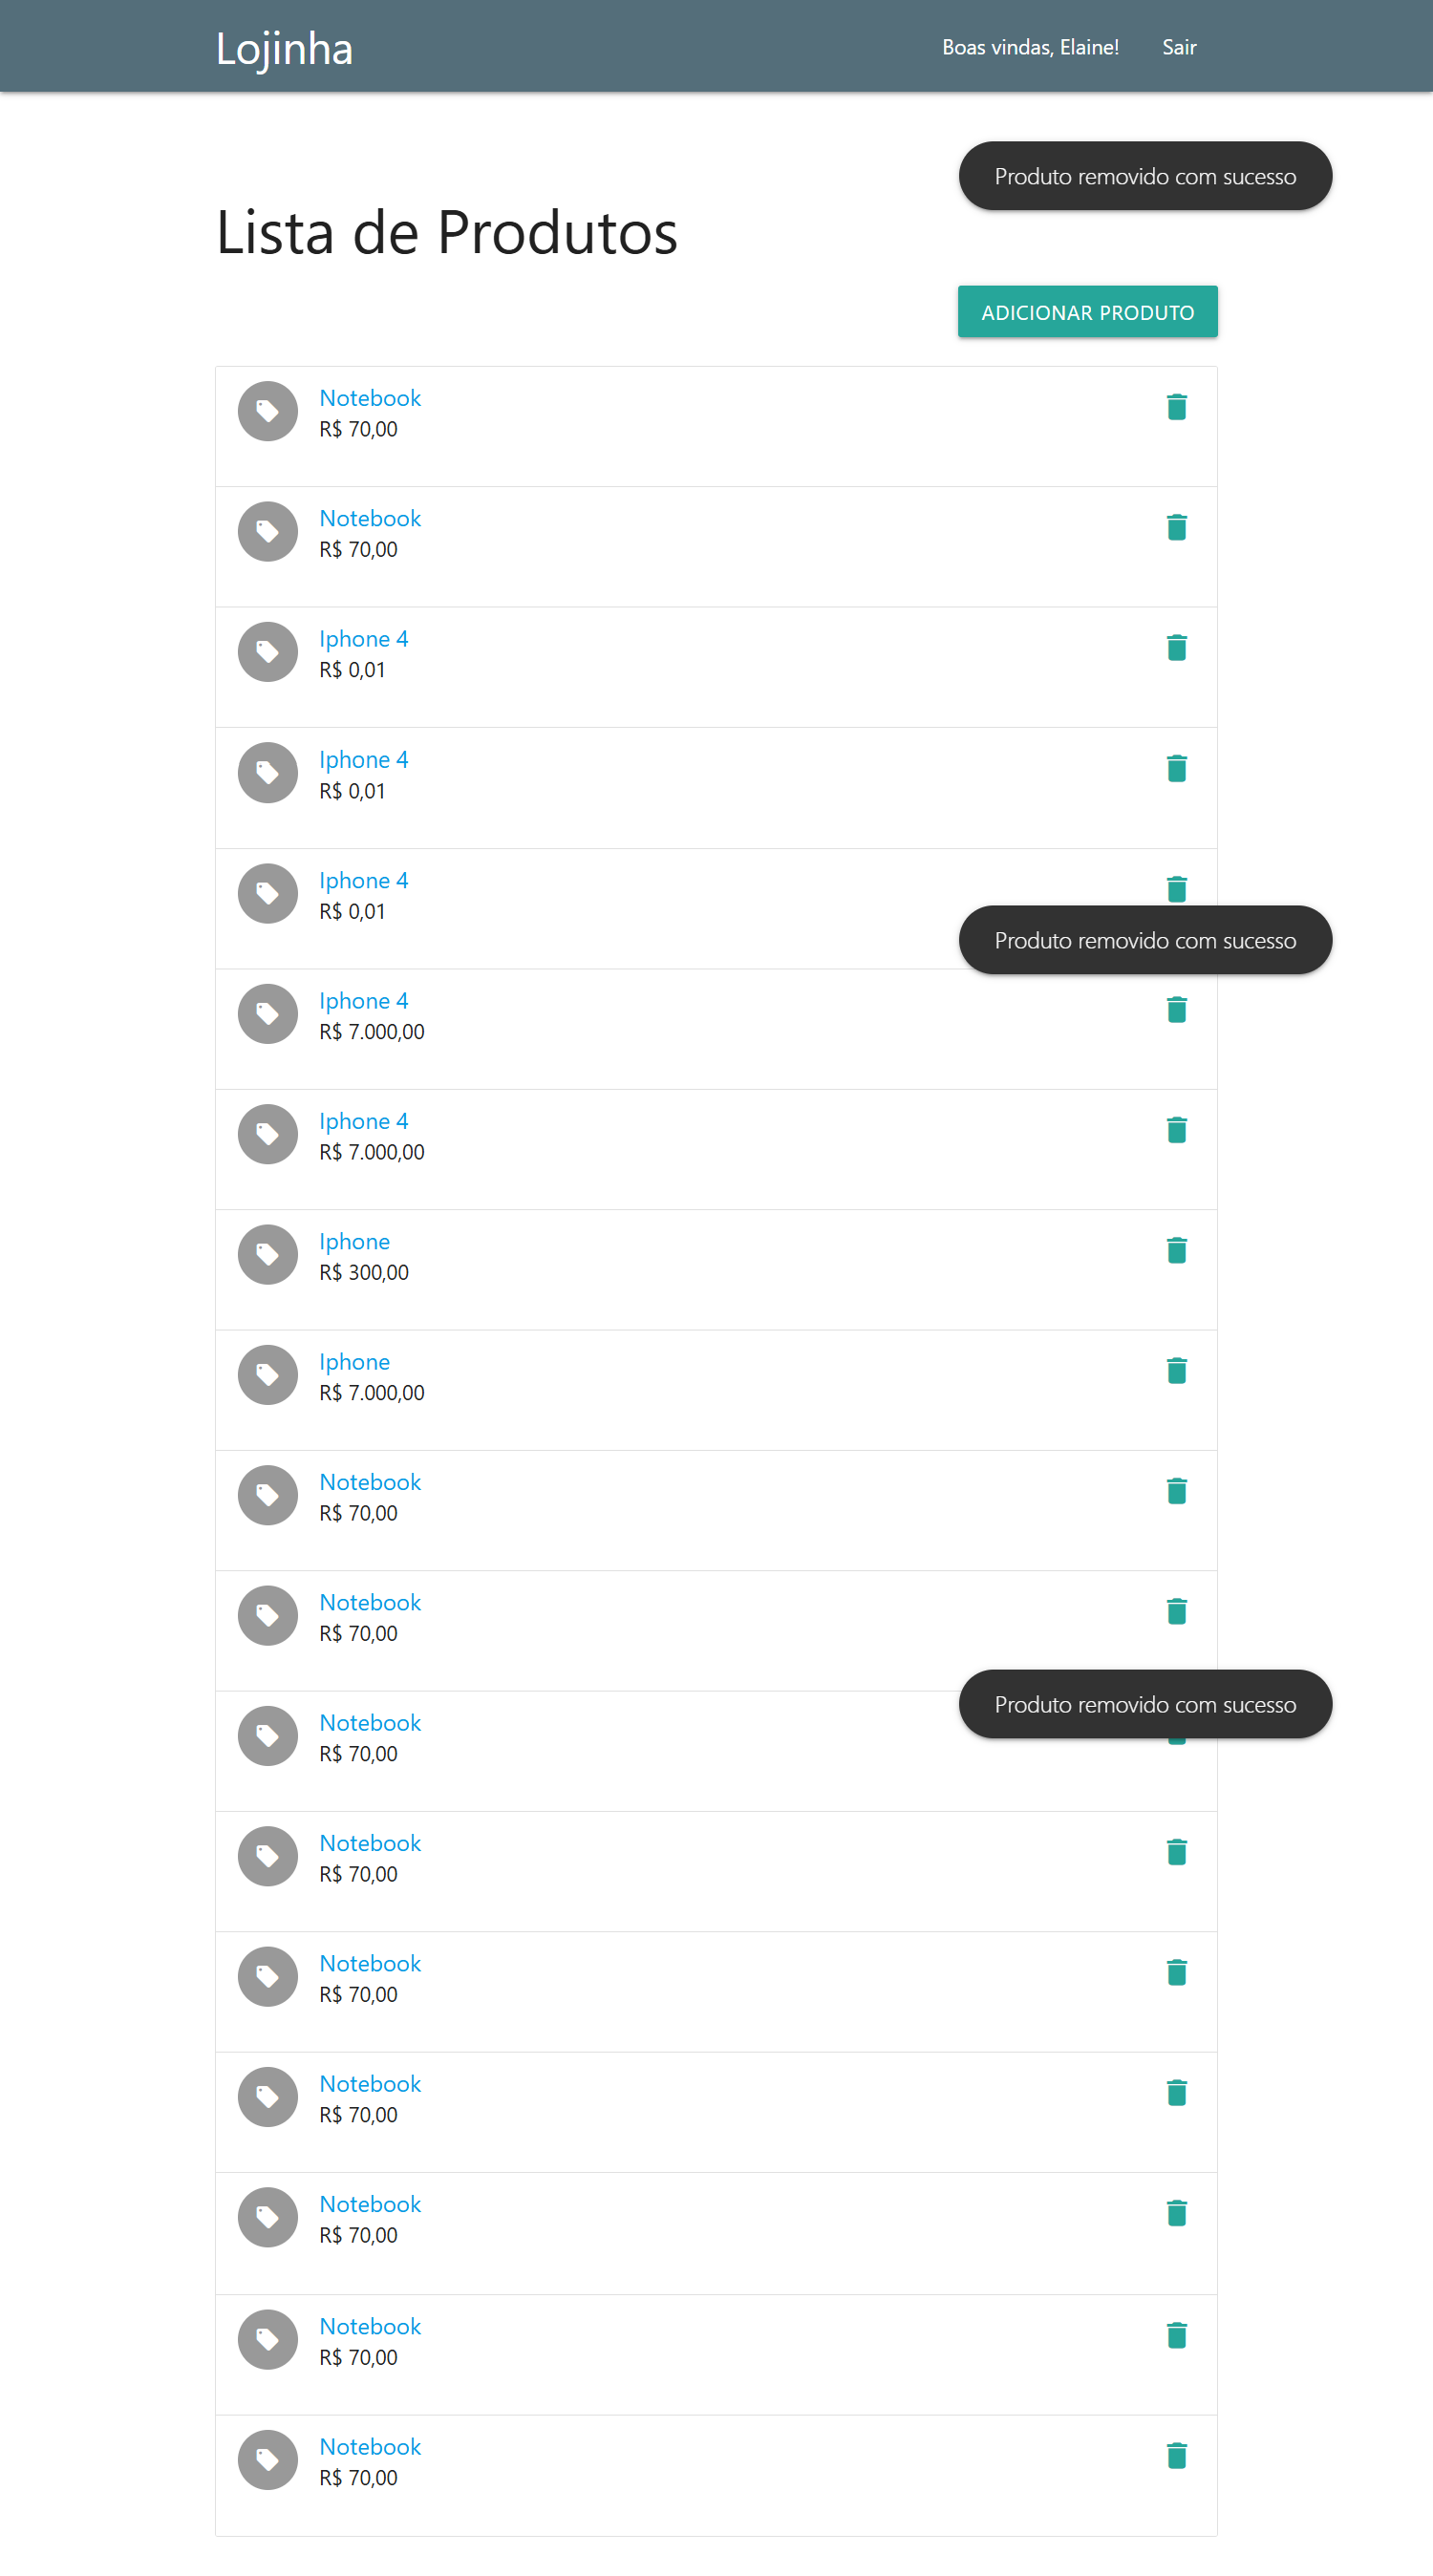 Lojinha
Boas vindas, Elaine!
Sair
Produto removido com sucesso
Lista de Produtos
ADICIONAR PRODUTO
Notebook
R$ 70,00
Notebook
R$ 70,00
Iphone 4
R$ 0,01
Iphone 4
R$ 0,01
Iphone 4
R$ 0,01
Produto removido com sucesso
Iphone 4
R$ 7.000,00
Iphone 4
R$ 7.000,00
Iphone
R$ 300,00
Iphone
R$ 7.000,00
Notebook
R$ 70,00
Notebook
R$ 70,00
Produto removido com sucesso
Notebook
R$ 70,00
Notebook
R$ 70,00
Notebook
R$ 70,00
Notebook
R$ 70,00
Notebook
R$ 70,00
Notebook
R$ 70,00
Notebook
R$ 70,00